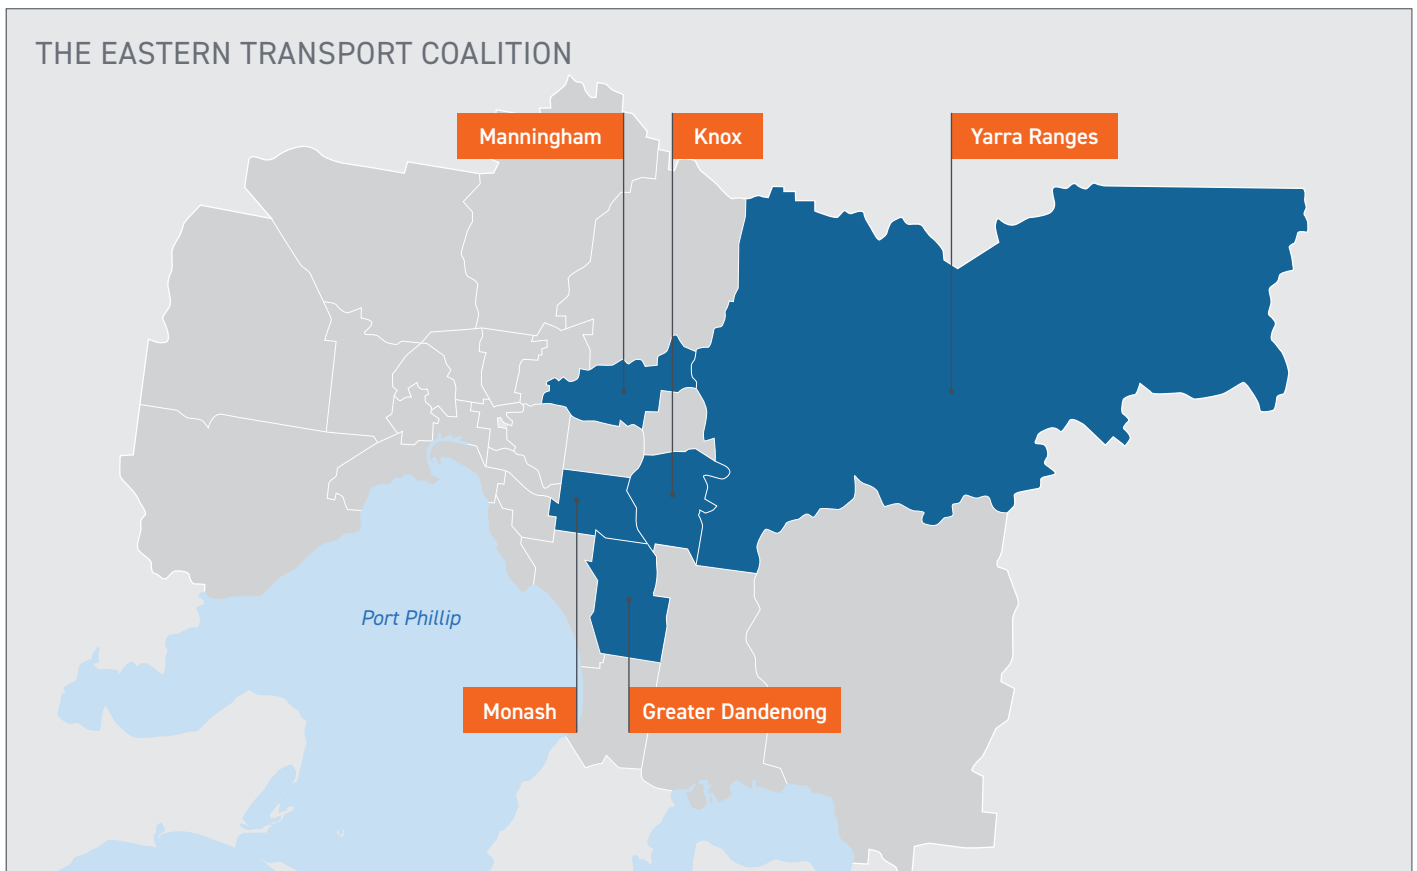 THE EASTERN TRANSPORT COALITION
Manningham
Knox
Yarra Ranges
Port Phillip
Monash
Greater Dandenong